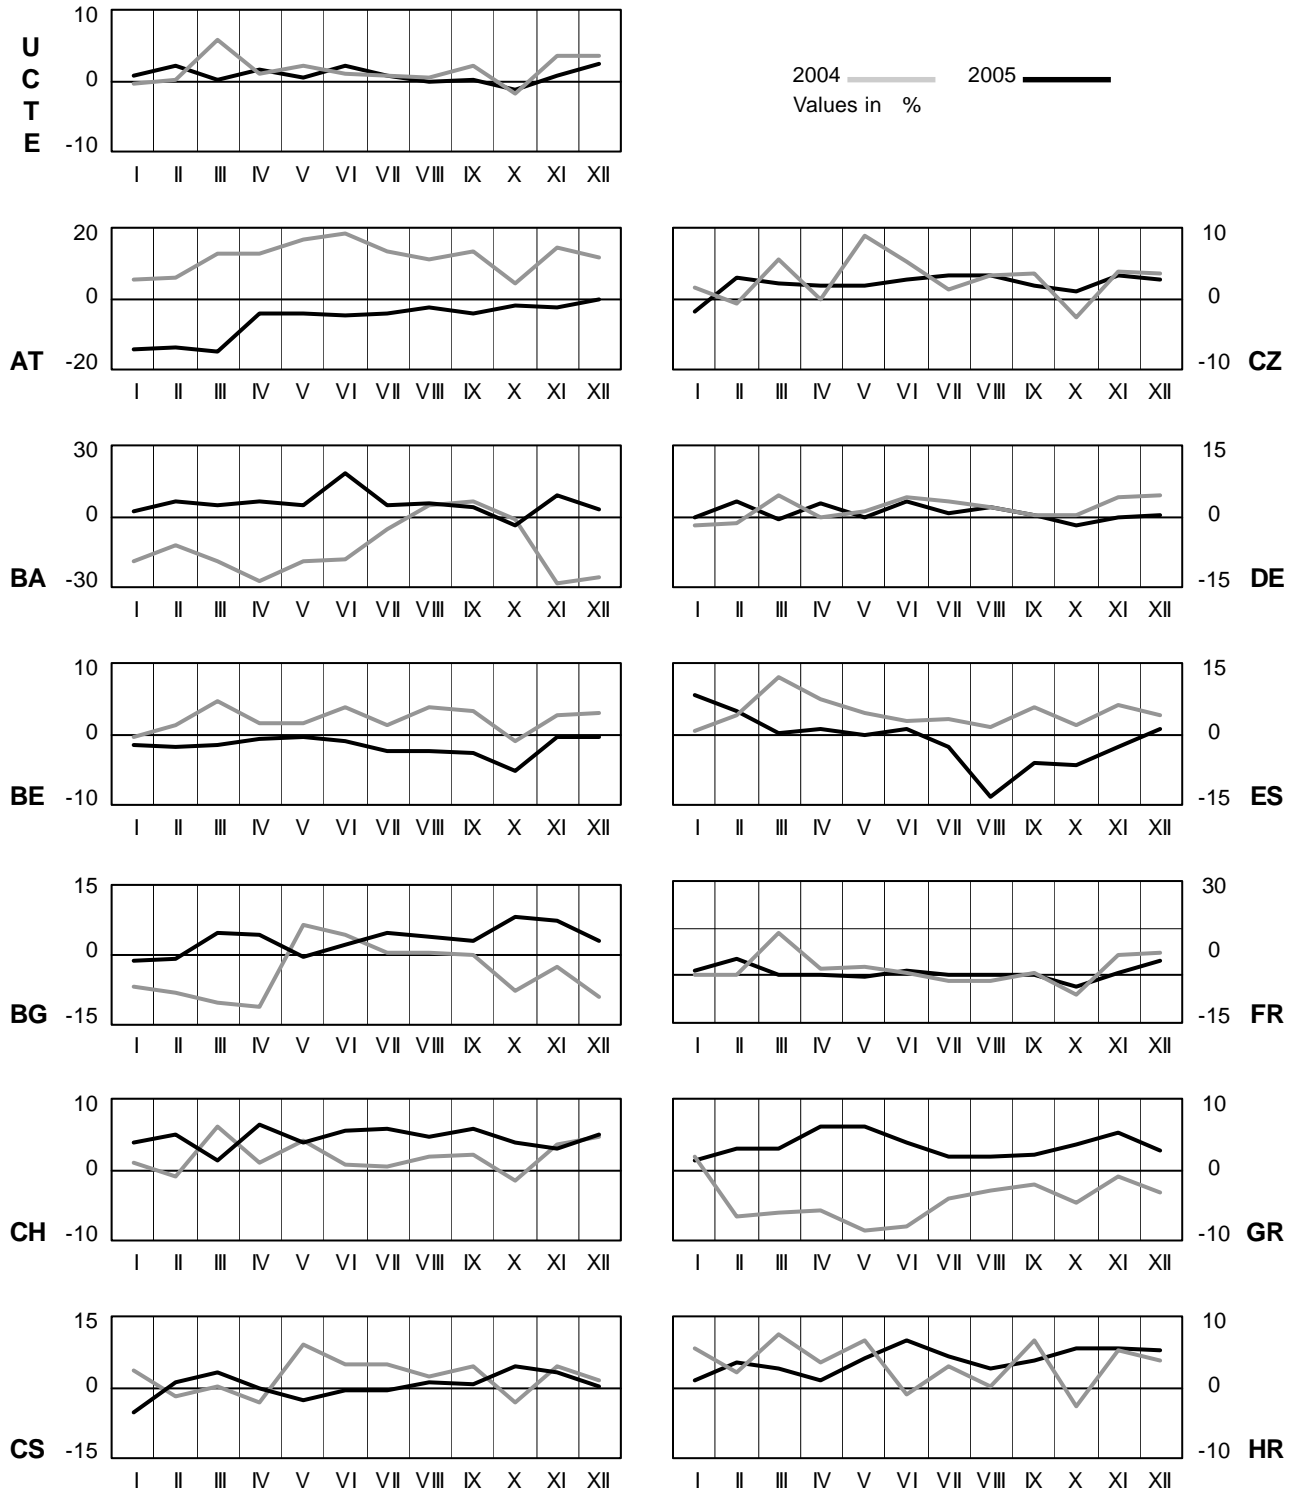 10
U
C
T
E
0
-10
I II III IV V VI VII VIII IX X XI XII
2004 2005
Values in %
20
0
AT -20
I II III IV V VI VII VIII IX X XI XII
10
0
-10 CZ
I II III IV V VI VII VIII IX X XI XII
30
0
BA -30
I II III IV V VI VII VIII IX X XI XII
15
0
-15 DE
I II III IV V VI VII VIII IX X XI XII
10
0
BE -10
I II III IV V VI VII VIII IX X XI XII
15
0
-15 ES
I II III IV V VI VII VIII IX X XI XII
15
0
BG -15
I II III IV V VI VII VIII IX X XI XII
30
0
-15 FR
I II III IV V VI VII VIII IX X XI XII
10
0
CH -10
I II III IV V VI VII VIII IX X XI XII
10
0
-10 GR
I II III IV V VI VII VIII IX X XI XII
15
0
CS -15
I II III IV V VI VII VIII IX X XI XII
10
0
-10 HR
I II III IV V VI VII VIII IX X XI XII